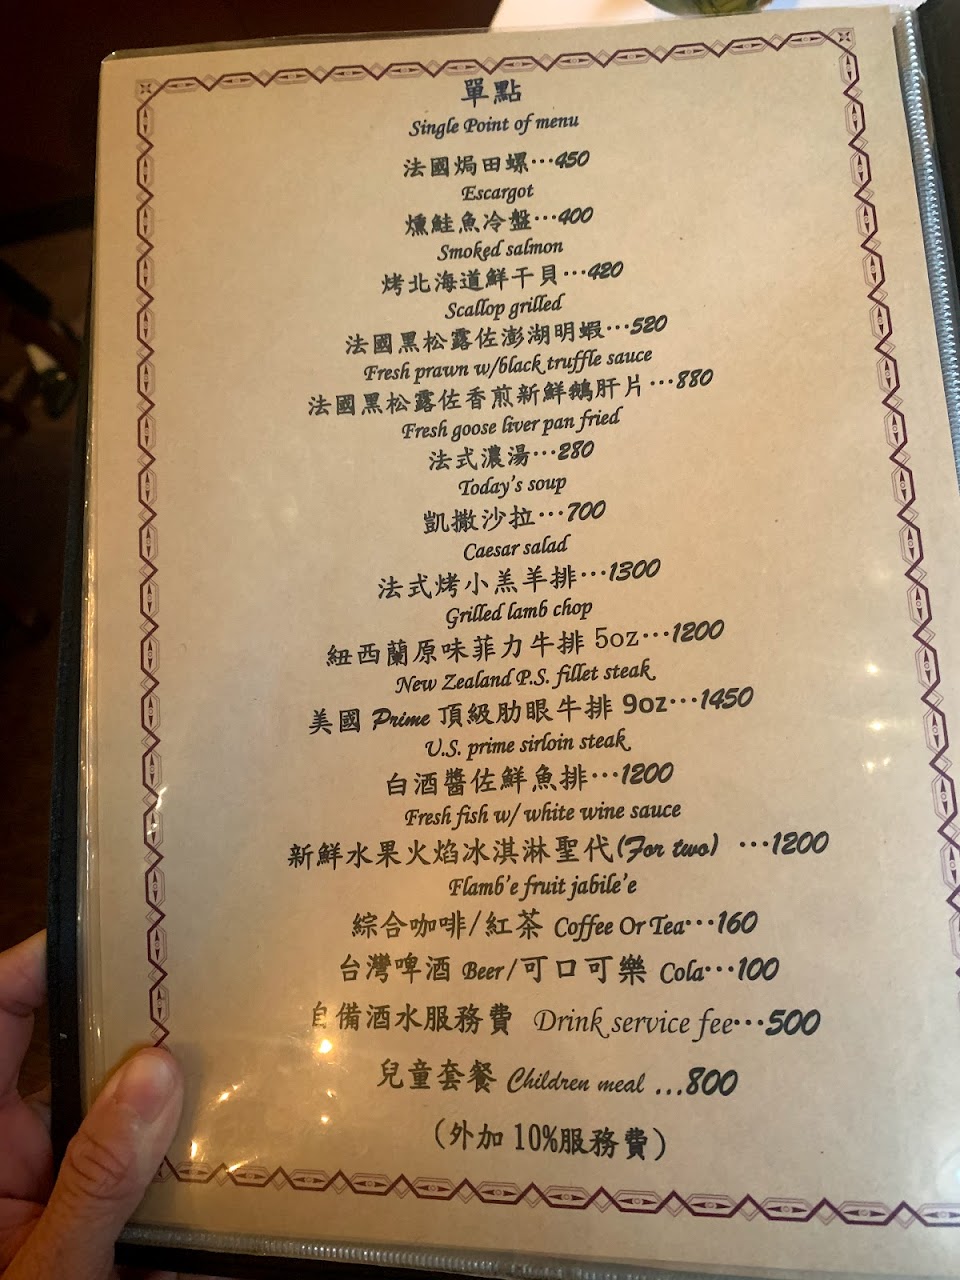 單點
Single Point of menu
法國焗田螺···450
Escargot
燻鮭魚冷盤···400
Smoked salmon
烤北海道鮮干貝···420
Scallop grilled
法國黑松露佐澎湖明蝦···520
Fresh prawn w/black truffle sauce
法國黑松露佐香煎新鮮鵝肝片···880
Fresh goose liver pan fried
法式濃湯···280
Today's soup
凱撒沙拉···700
Caesar salad
法式烤小羔羊排···1300
Grilled lamb chop
紐西蘭原味菲力牛排 5oz···1200
New Zealand P.S. fillet steak
美國 Prime 頂級肋眼牛排 9oz···1450
U.S. prime sirloin steak
白酒醬佐鮮魚排···1200
Fresh fish w/ white wine sauce
新鮮水果火焰冰淇淋聖代(For two) ···1200
Flamb'e fruit jabile'e
綜合咖啡/紅茶 Coffee Or Tea···160
台灣啤酒 Beer/可口可樂 Cola···100
自備酒水服務費 Drink service fee···500
兒童套餐 Children meal ...800
(外加 10%服務費)